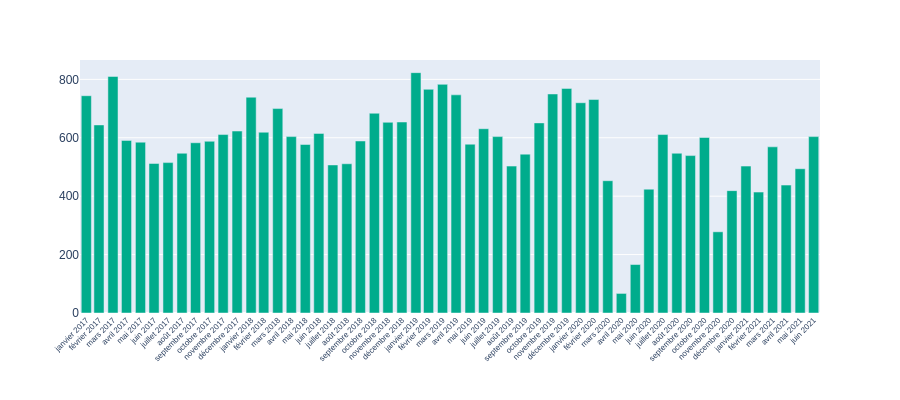 800
600
400
200
0
janvier 2017
février 2017
mars 2017
avril 2017
mai 2017
juin 2017
juillet 2017
août 2017
septembre 2017
octobre 2017
novembre 2017
décembre 2017
janvier 2018
février 2018
mars 2018
avril 2018
mai 2018
juin 2018
juillet 2018
août 2018
septembre 2018
octobre 2018
novembre 2018
décembre 2018
janvier 2019
février 2019
mars 2019
avril 2019
mai 2019
juin 2019
juillet 2019
août 2019
septembre 2019
octobre 2019
novembre 2019
décembre 2019
janvier 2020
février 2020
mars 2020
avril 2020
mai 2020
juin 2020
juillet 2020
août 2020
septembre 2020
octobre 2020
novembre 2020
décembre 2020
janvier 2021
février 2021
mars 2021
avril 2021
mai 2021
juin 2021